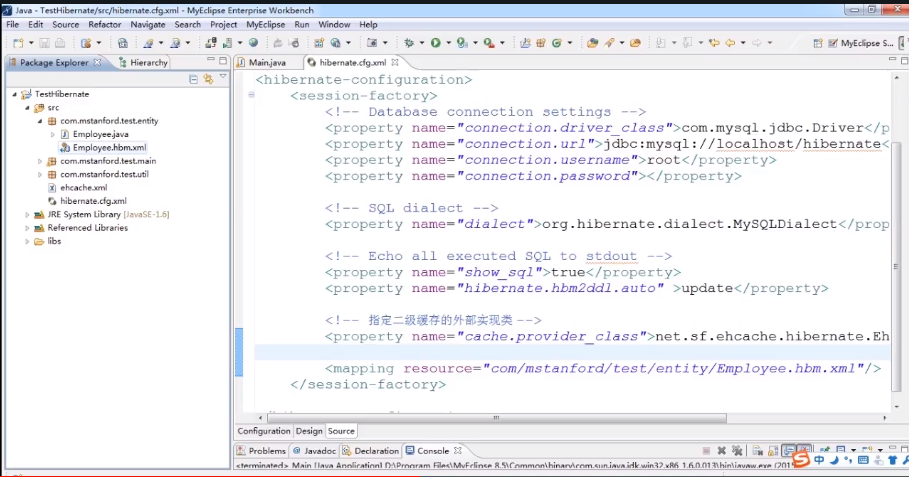 Java - TestHibernate/src/hibernate.cfg.xml - MyEclipse Enterprise Workbench
File Edit Source Refactor Navigate Search Project MyEclipse Run Window Help
MyEclipse S...
Package Explorer Hierarchy
Main.java hibernate.cfg.xml
TestHibernate
src
com.mstanford.test.entity
Employee.java
Employee.hbm.xml
com.mstanford.test.main
com.mstanford.test.util
ehcache.xml
hibernate.cfg.xml
JRE System Library [JavaSE-1.6]
Referenced Libraries
libs
<hibernate-configuration>
<session-factory>
<!-- Database connection settings -->
<property name="connection.driver_class">com.mysql.jdbc.Driver</p
<property name="connection.url">jdbc:mysql://localhost/hibernate<
<property name="connection.username">root</property>
<property name="connection.password"></property>
<!-- SQL dialect -->
<property name="dialect">org.hibernate.dialect.MySQLDialect</prop
<!-- Echo all executed SQL to stdout -->
<property name="show_sql">true</property>
<property name="hibernate.hbm2ddl.auto" >update</property>
<!-- 指定二级缓存的外部实现类 -->
<property name="cache.provider_class">net.sf.ehcache.hibernate.Eh
<mapping resource="com/mstanford/test/entity/Employee.hbm.xml"/>
</session-factory>
Configuration Design Source
Problems @ Javadoc Declaration Console
<terminated> Main [Java Application] D:\Program Files\MyEclipse 8.5\Common\binary\com.sun.java.jdk.win32.x86_1.6.0.013\bin\javaw.exe (201
中